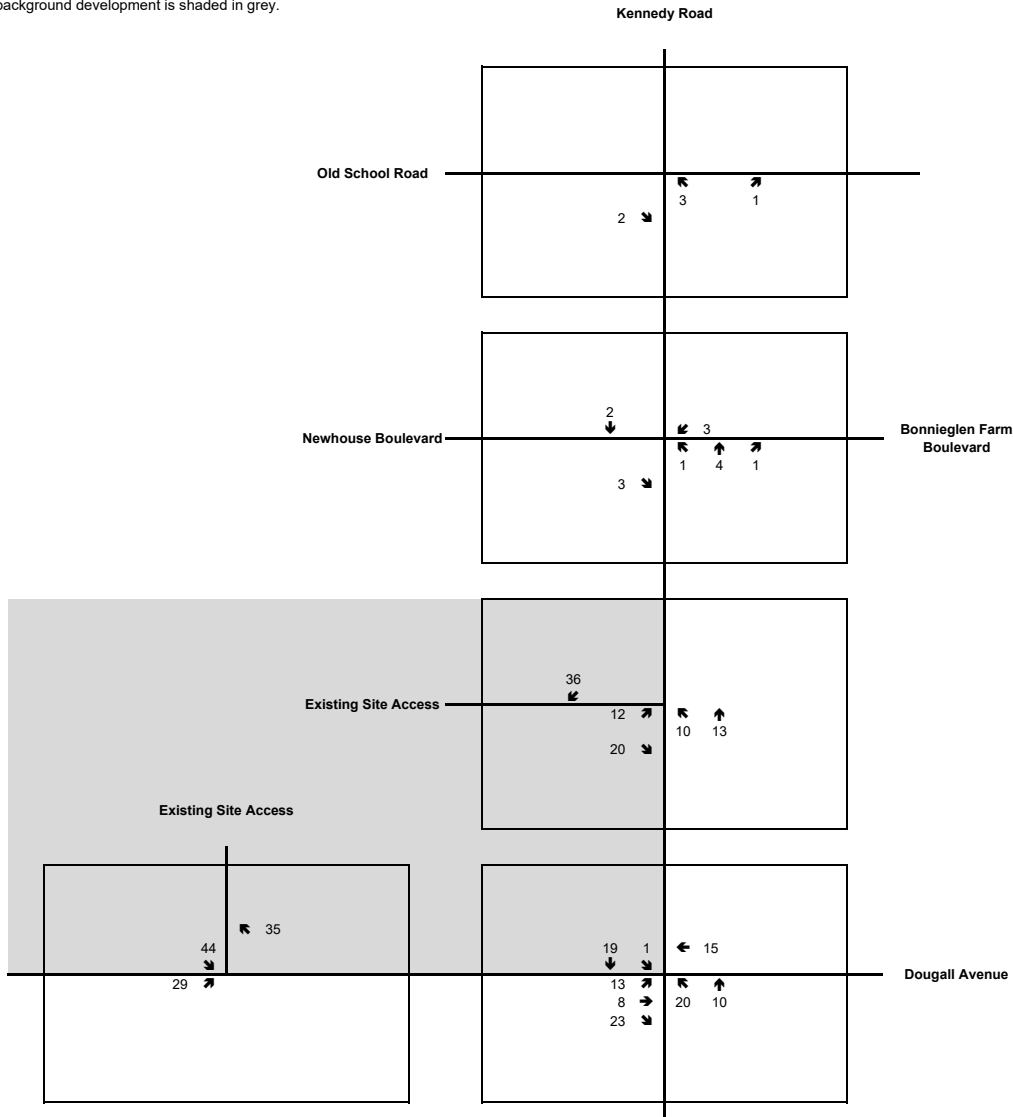 background development is shaded in grey.
Kennedy Road
Old School Road
3 1
2
2
3
Newhouse Boulevard
Bonnieglen Farm
Boulevard
1 4 1
3
36
Existing Site Access
12
10 13
20
Existing Site Access
35
44
29
19 1 15
Dougall Avenue
13
8 20 10
23